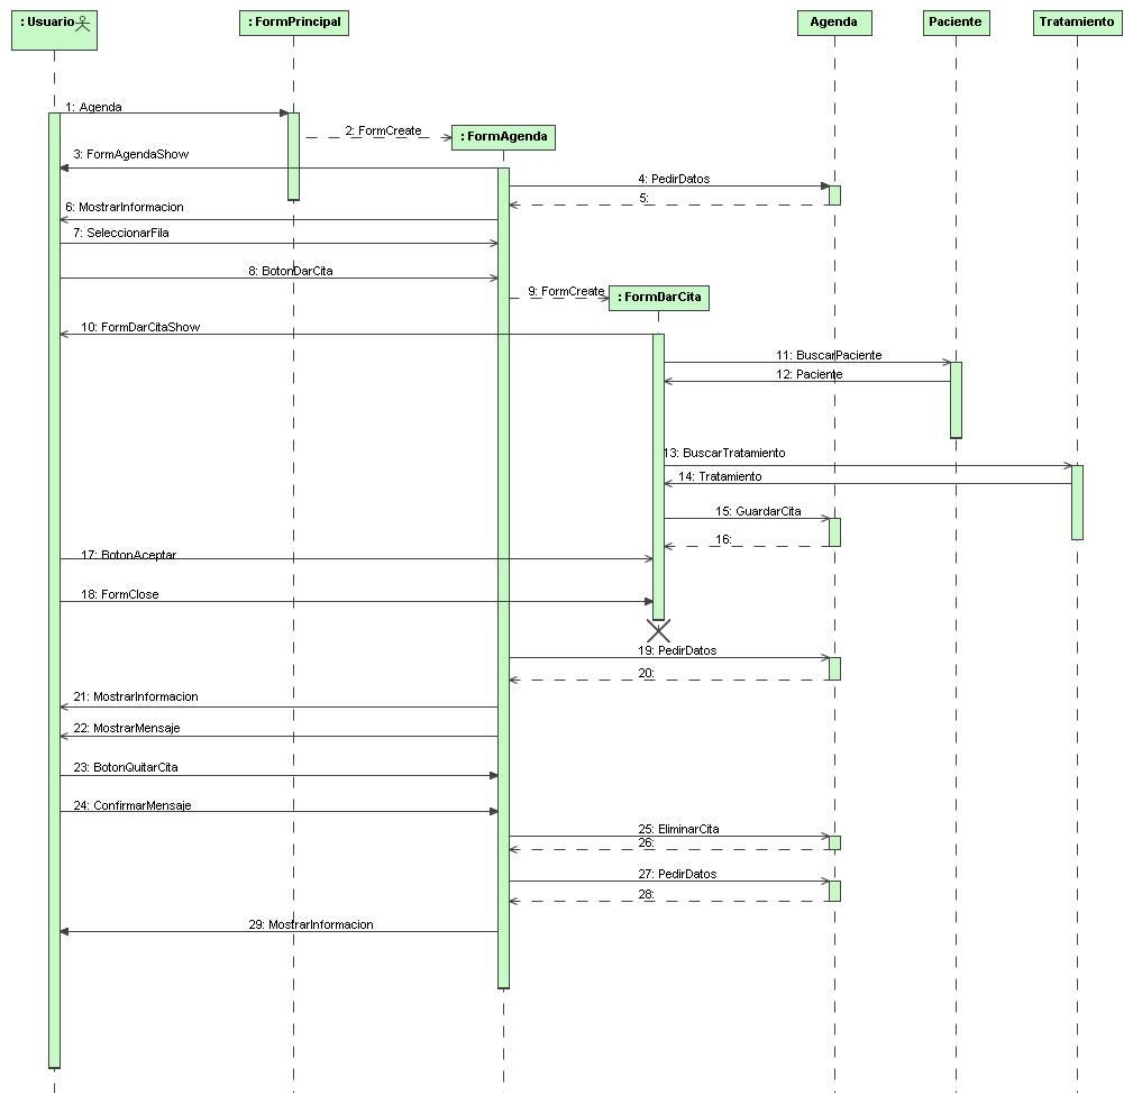 : Usuario
: FormPrincipal
Agenda
Paciente
Tratamiento
1: Agenda
2: FormCreate
: FormAgenda
3: FormAgendaShow
4: PedirDatos
5:
6: MostrarInformacion
7: SeleccionarFila
8: BotonDarCita
9: FormCreate
: FormDarCita
10: FormDarCitaShow
11: BuscarPaciente
12: Paciente
13: BuscarTratamiento
14: Tratamiento
15: GuardarCita
16:
17: BotonAceptar
18: FormClose
19: PedirDatos
20:
21: MostrarInformacion
22: MostrarMensaje
23: BotonQuitarCita
24: ConfirmarMensaje
25: EliminarCita
26:
27: PedirDatos
28:
29: MostrarInformacion